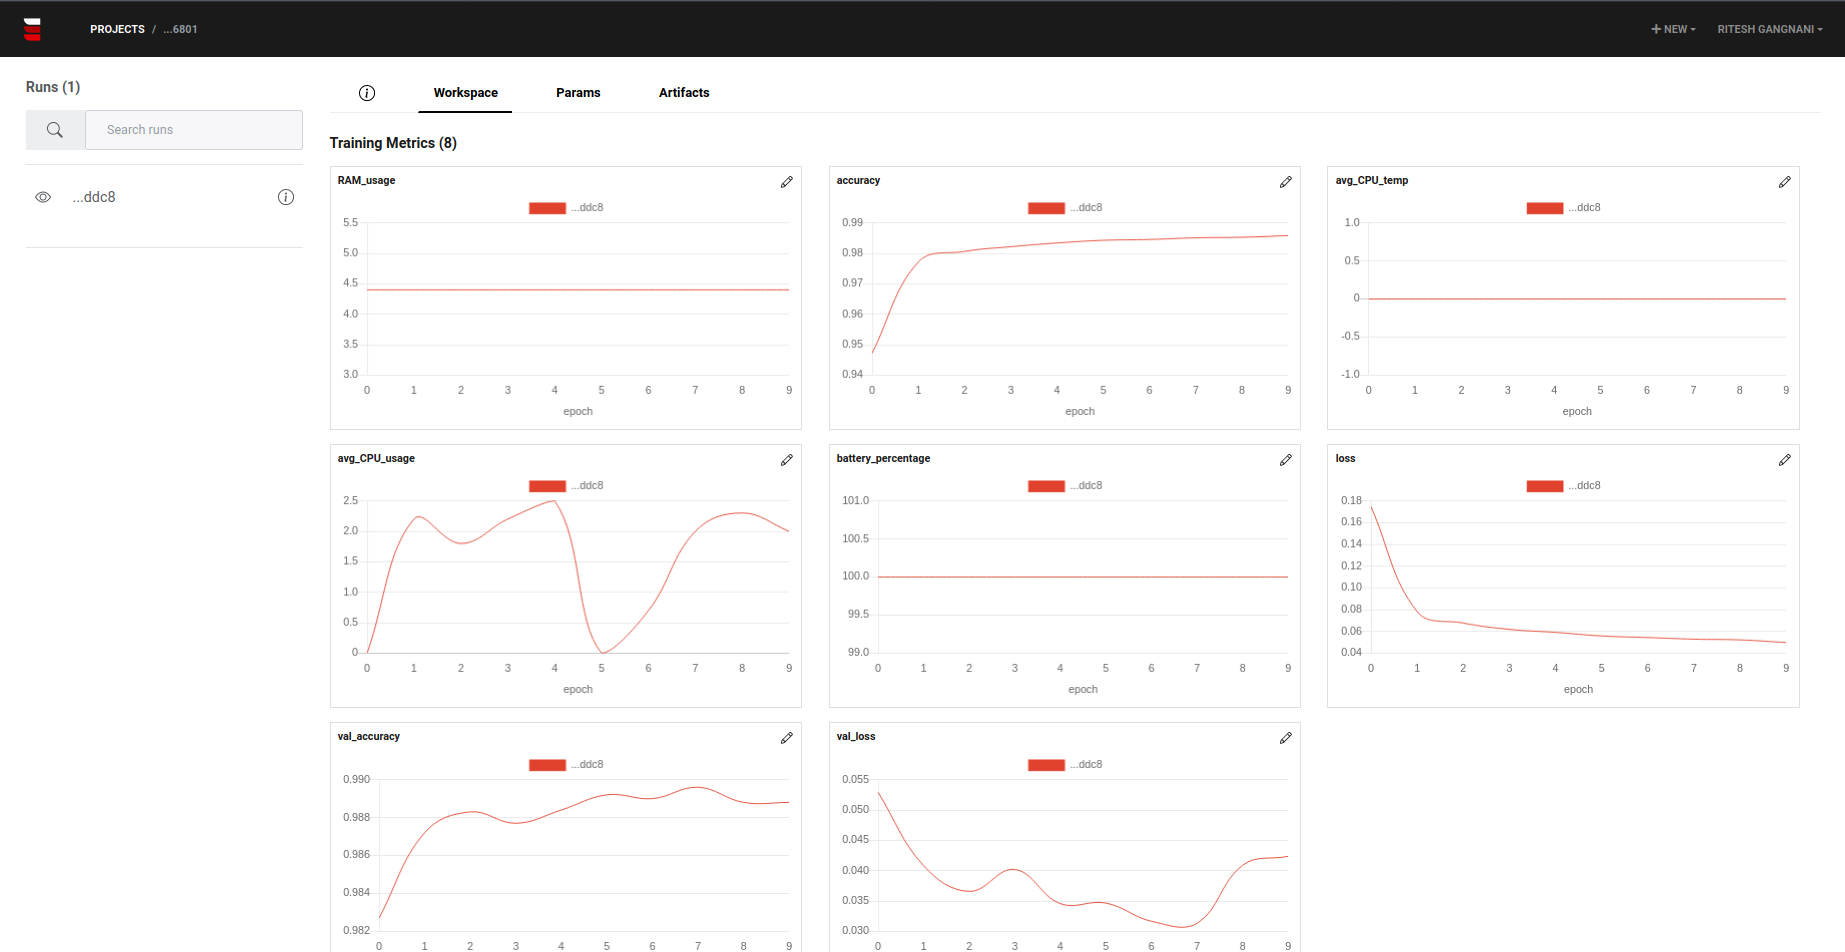 PROJECTS / ...6801
NEW
RITESH GANGNANI
Runs (1)
Search runs
...ddc8
Workspace Params Artifacts
Training Metrics (8)
RAM_usage
...ddc8
5.5
5.0
4.5
4.0
3.5
3.0
0 1 2 3 4 5 6 7 8 9
epoch
accuracy
...ddc8
0.99
0.98
0.97
0.96
0.95
0.94
0 1 2 3 4 5 6 7 8 9
epoch
avg_CPU_temp
...ddc8
1.0
0.5
0
-0.5
-1.0
0 1 2 3 4 5 6 7 8 9
epoch
avg_CPU_usage
...ddc8
2.5
2.0
1.5
1.0
0.5
0
0 1 2 3 4 5 6 7 8 9
epoch
battery_percentage
...ddc8
101.0
100.5
100.0
99.5
99.0
0 1 2 3 4 5 6 7 8 9
epoch
loss
...ddc8
0.18
0.16
0.14
0.12
0.10
0.08
0.06
0.04
0 1 2 3 4 5 6 7 8 9
epoch
val_accuracy
...ddc8
0.990
0.988
0.986
0.984
0.982
0 1 2 3 4 5 6 7 8 9
val_loss
...ddc8
0.055
0.050
0.045
0.040
0.035
0.030
0 1 2 3 4 5 6 7 8 9